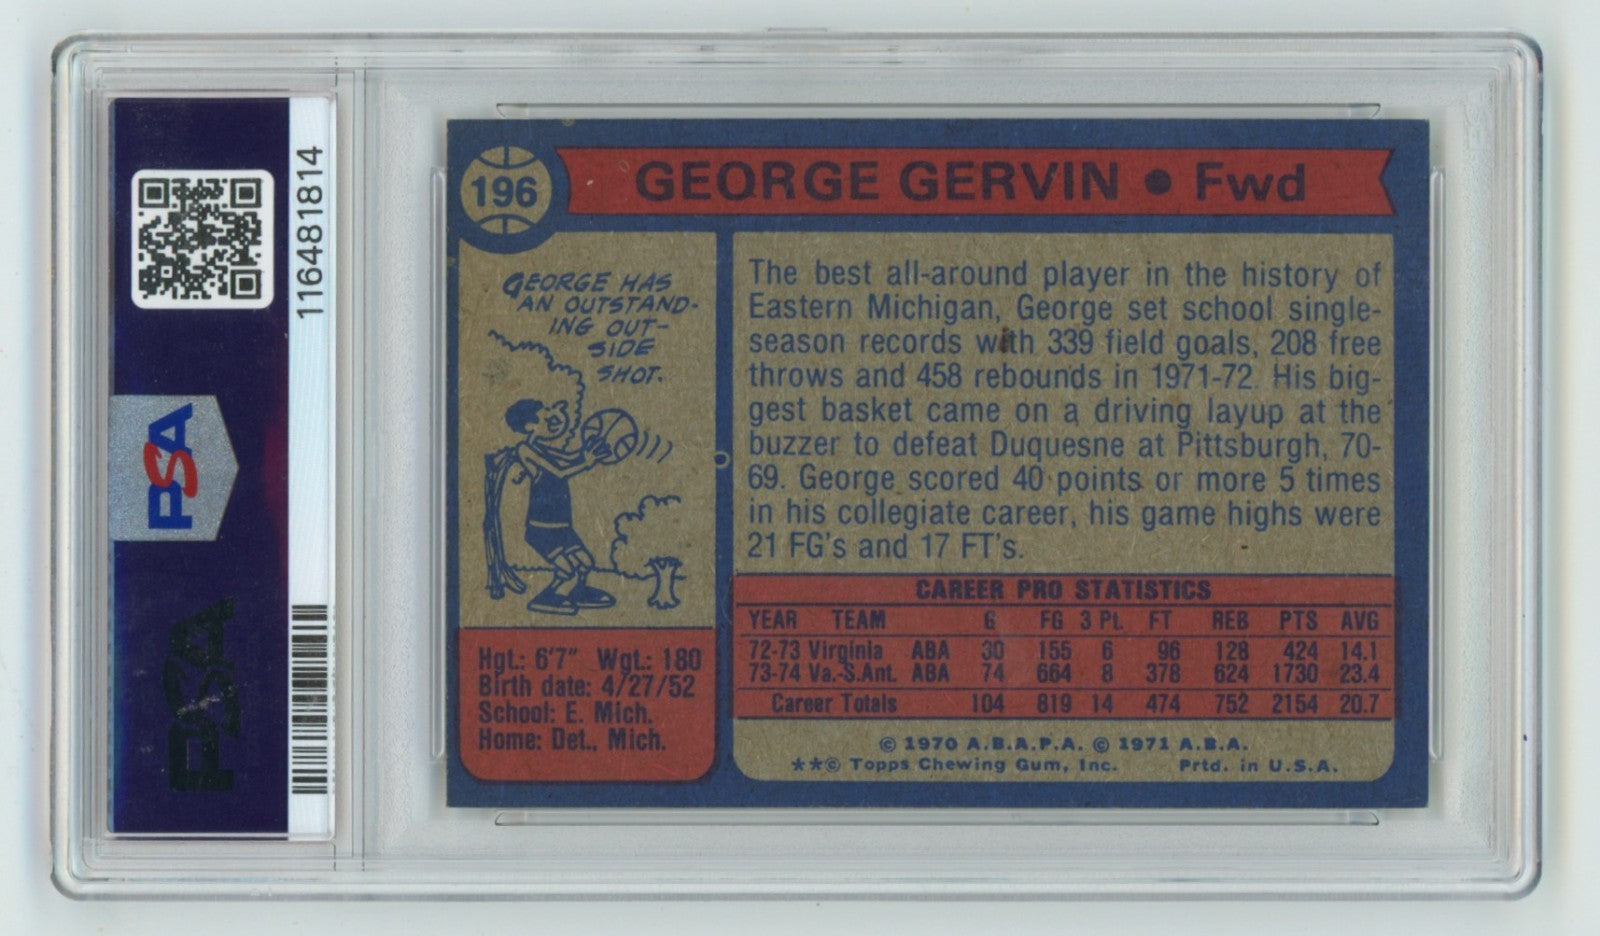 116481814
PSA
PSA
196
GEORGE GERVIN • Fwd
GEORGE HAS
AN OUTSTAND-
ING OUT-
SIDE
SHOT.
Hgt.: 6'7" Wgt.: 180
Birth date: 4/27/52
School: E. Mich.
Home: Det., Mich.
The best all-around player in the history of
Eastern Michigan, George set school single-
season records with 339 field goals, 208 free
throws and 458 rebounds in 1971-72. His big-
gest basket came on a driving layup at the
buzzer to defeat Duquesne at Pittsburgh, 70-
69. George scored 40 points or more 5 times
in his collegiate career, his game highs were
21 FG's and 17 FT's.
CAREER PRO STATISTICS
YEAR TEAM G FG 3 Pt. FT REB PTS AVG
72-73 Virginia ABA 30 155 6 96 128 424 14.1
73-74 Va.-S.Ant. ABA 74 664 8 378 624 1730 23.4
Career Totals 104 819 14 474 752 2154 20.7
© 1970 A.B.A.P.A. © 1971 A.B.A.
**© Topps Chewing Gum, Inc. Prtd. in U.S.A.